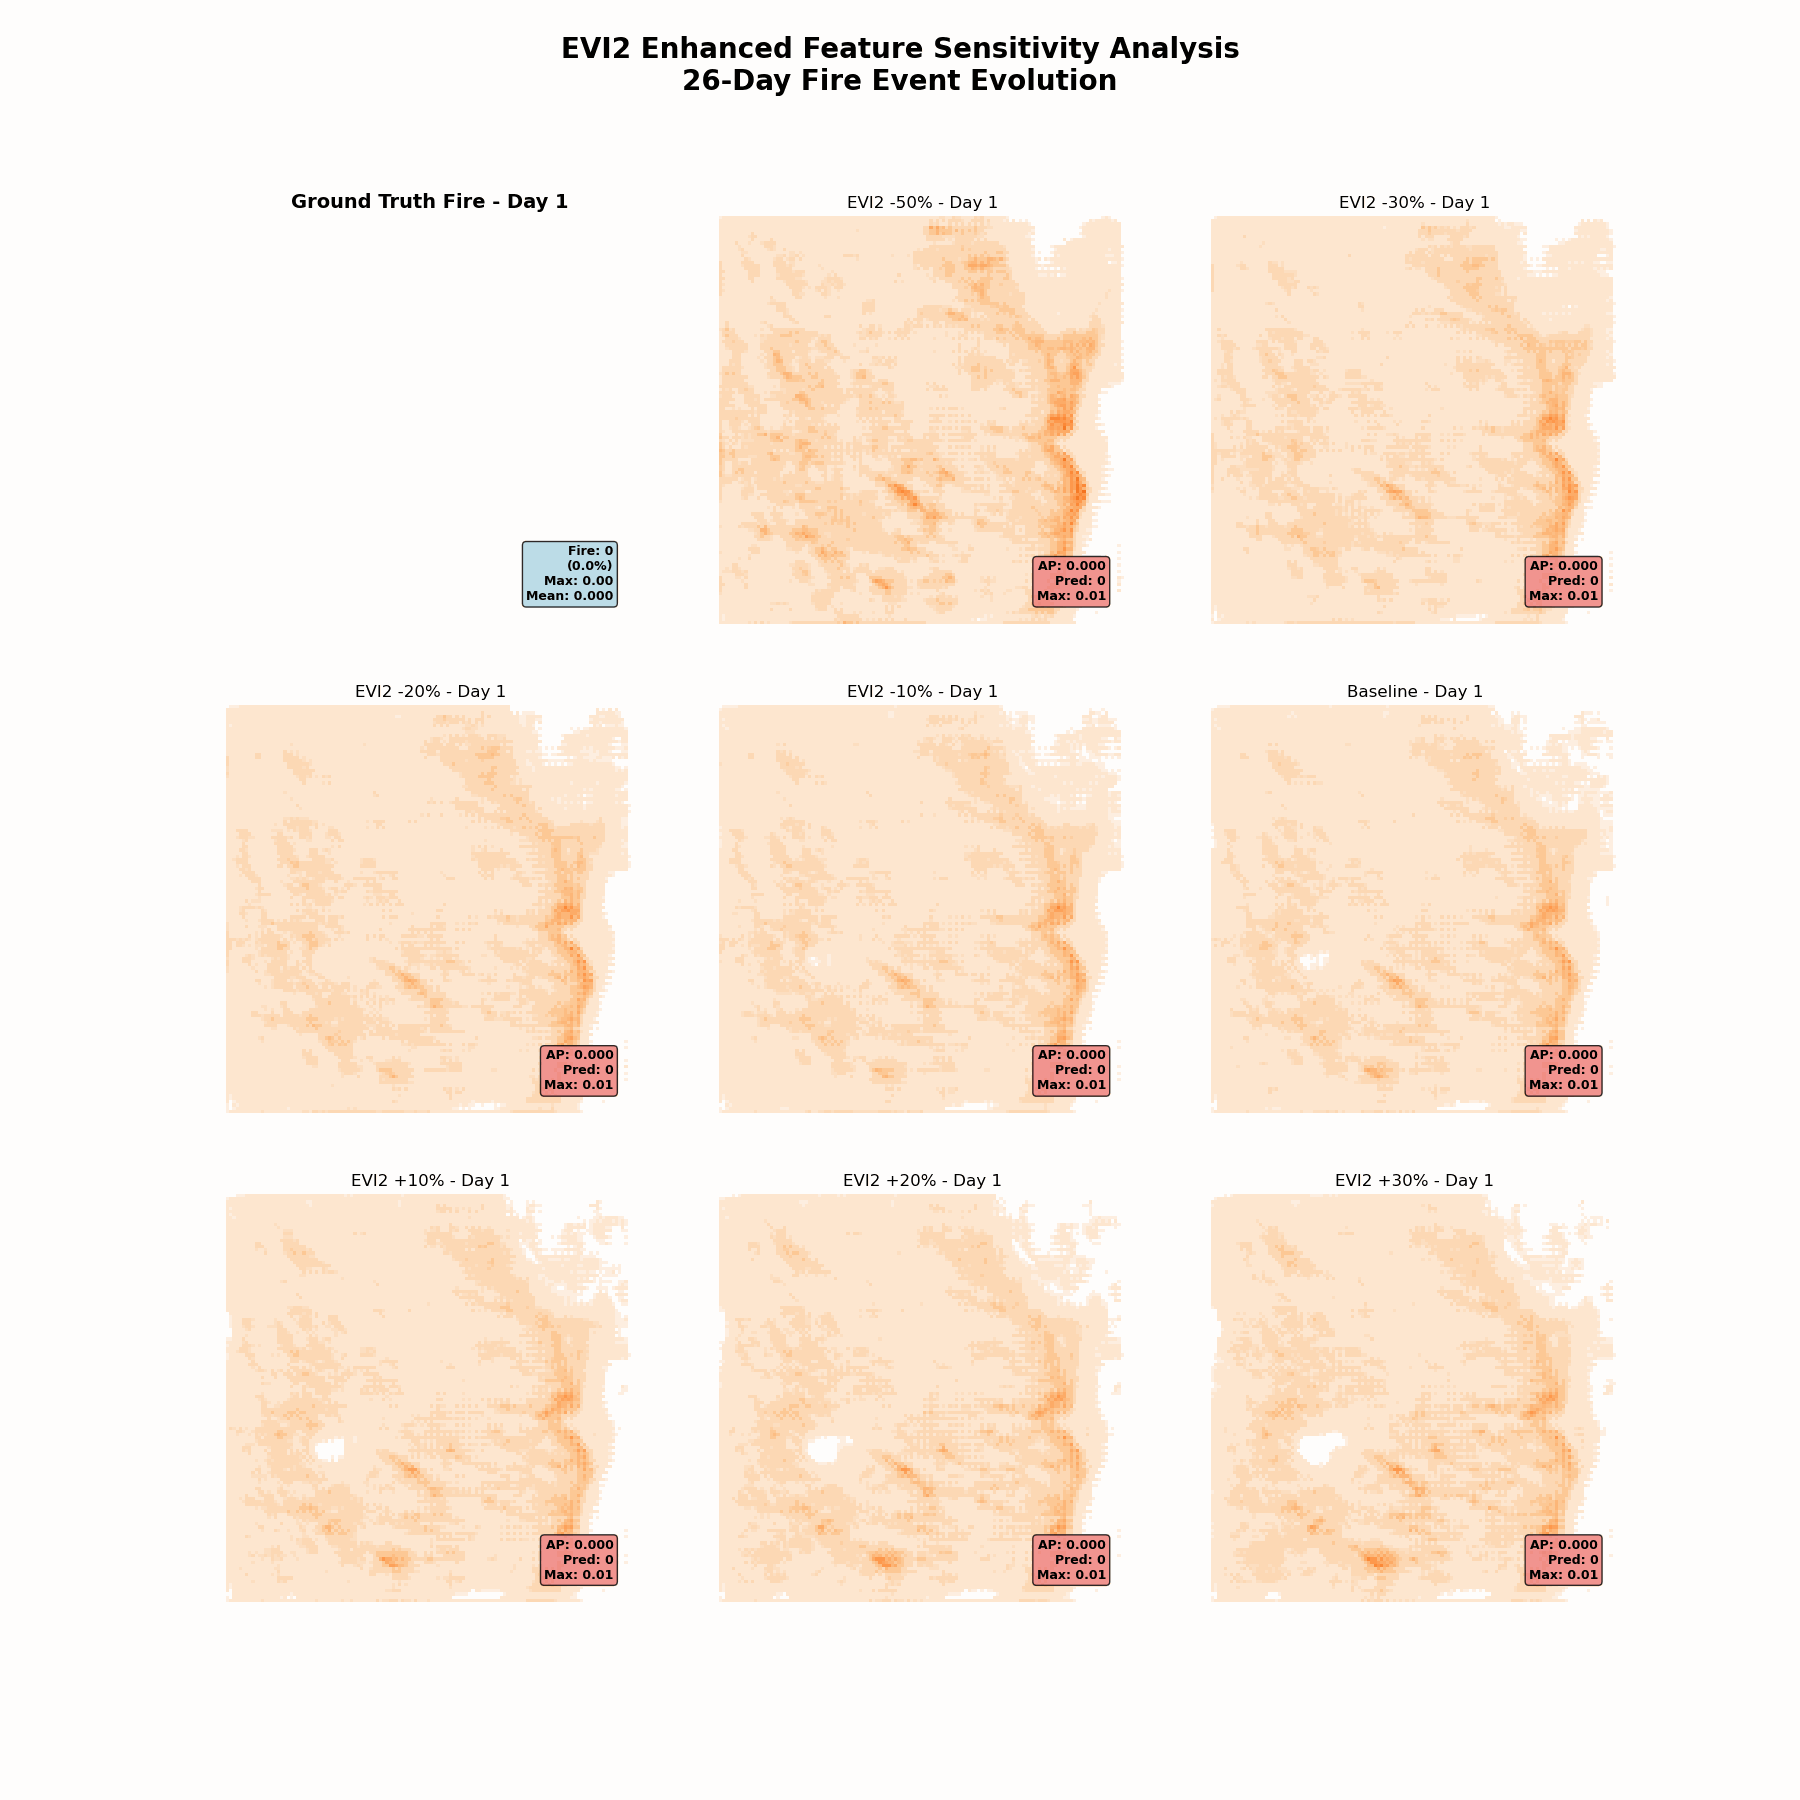 EVI2 Enhanced Feature Sensitivity Analysis
26-Day Fire Event Evolution
Ground Truth Fire - Day 1
Fire: 0
(0.0%)
Max: 0.00
Mean: 0.000
EVI2 -50% - Day 1
AP: 0.000
Pred: 0
Max: 0.01
EVI2 -30% - Day 1
AP: 0.000
Pred: 0
Max: 0.01
EVI2 -20% - Day 1
AP: 0.000
Pred: 0
Max: 0.01
EVI2 -10% - Day 1
AP: 0.000
Pred: 0
Max: 0.01
Baseline - Day 1
AP: 0.000
Pred: 0
Max: 0.01
EVI2 +10% - Day 1
AP: 0.000
Pred: 0
Max: 0.01
EVI2 +20% - Day 1
AP: 0.000
Pred: 0
Max: 0.01
EVI2 +30% - Day 1
AP: 0.000
Pred: 0
Max: 0.01